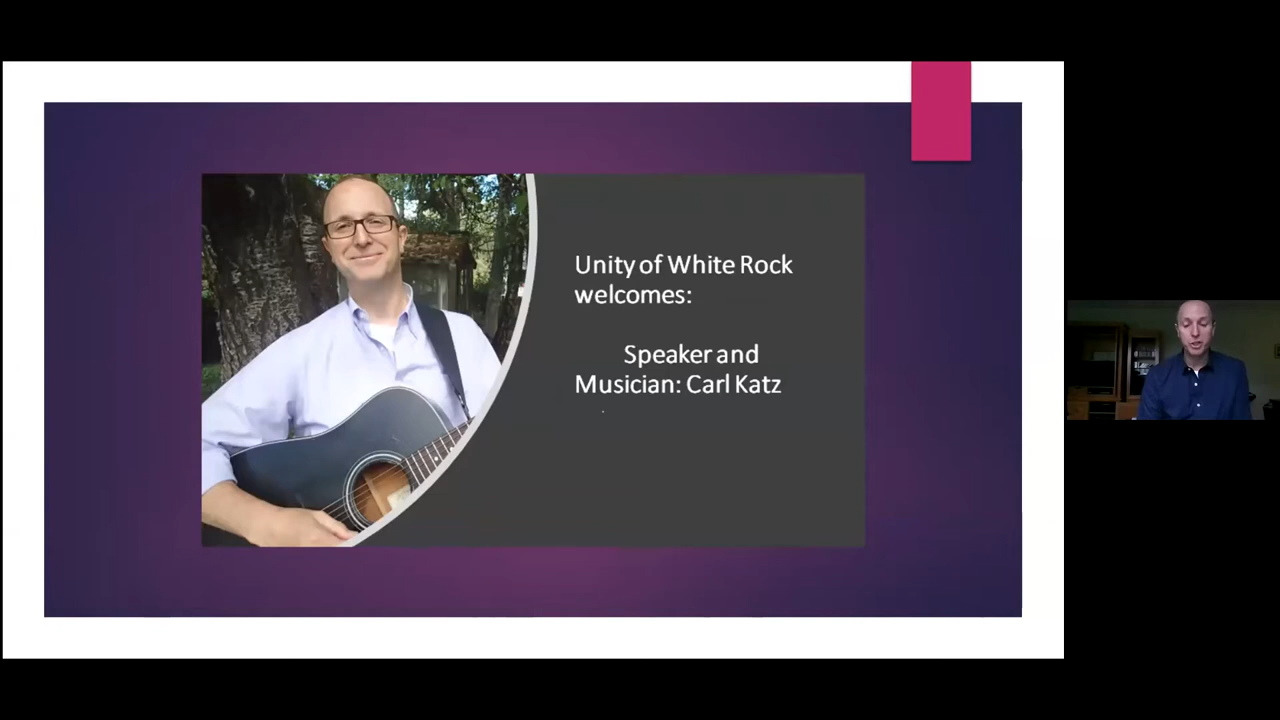 Unity of White Rock
welcomes:
Speaker and
Musician: Carl Katz